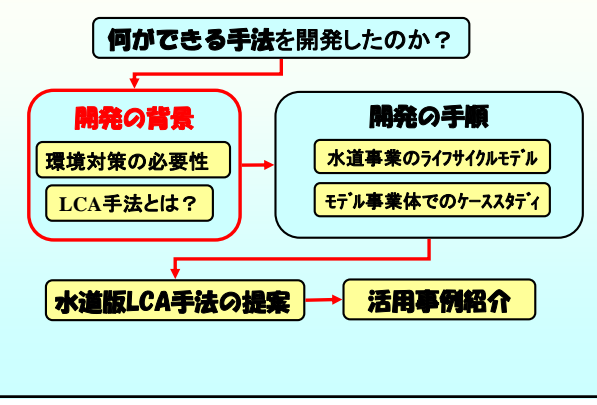 何ができる手法を開発したのか？
開発の背景
環境対策の必要性
LCA手法とは？
開発の手順
水道事業のﾗｲﾌｻｲｸﾙﾓﾃﾞﾙ
ﾓﾃﾞﾙ事業体でのｹｰｽｽﾀﾃﾞｨ
水道版LCA手法の提案
活用事例紹介